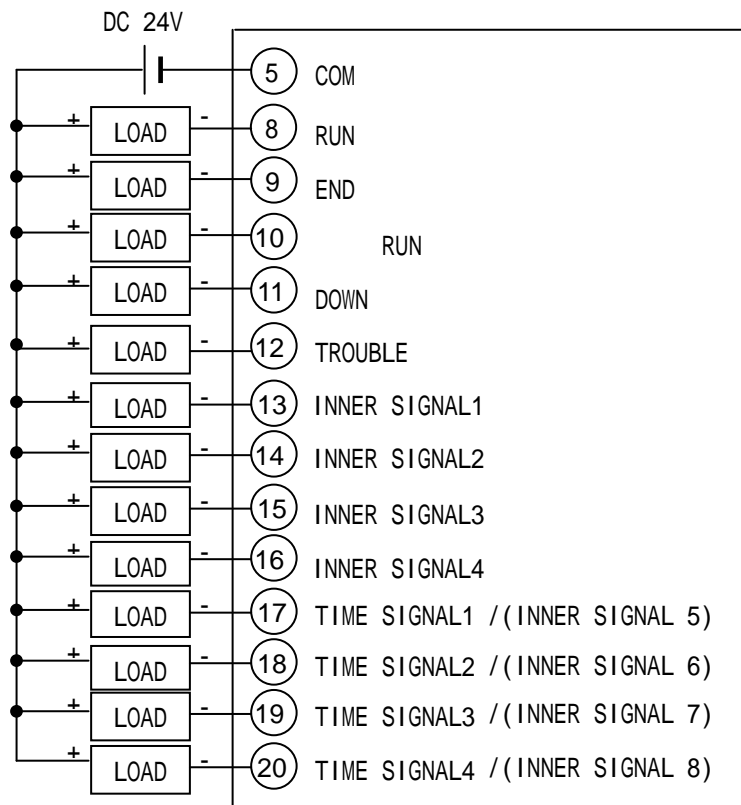 DC 24V
5 COM
+ LOAD - 8 RUN
+ LOAD - 9 END
+ LOAD - 10 RUN
+ LOAD - 11 DOWN
+ LOAD - 12 TROUBLE
+ LOAD - 13 INNER SIGNAL1
+ LOAD - 14 INNER SIGNAL2
+ LOAD - 15 INNER SIGNAL3
+ LOAD - 16 INNER SIGNAL4
+ LOAD - 17 TIME SIGNAL1 /(INNER SIGNAL 5)
+ LOAD - 18 TIME SIGNAL2 /(INNER SIGNAL 6)
+ LOAD - 19 TIME SIGNAL3 /(INNER SIGNAL 7)
+ LOAD - 20 TIME SIGNAL4 /(INNER SIGNAL 8)